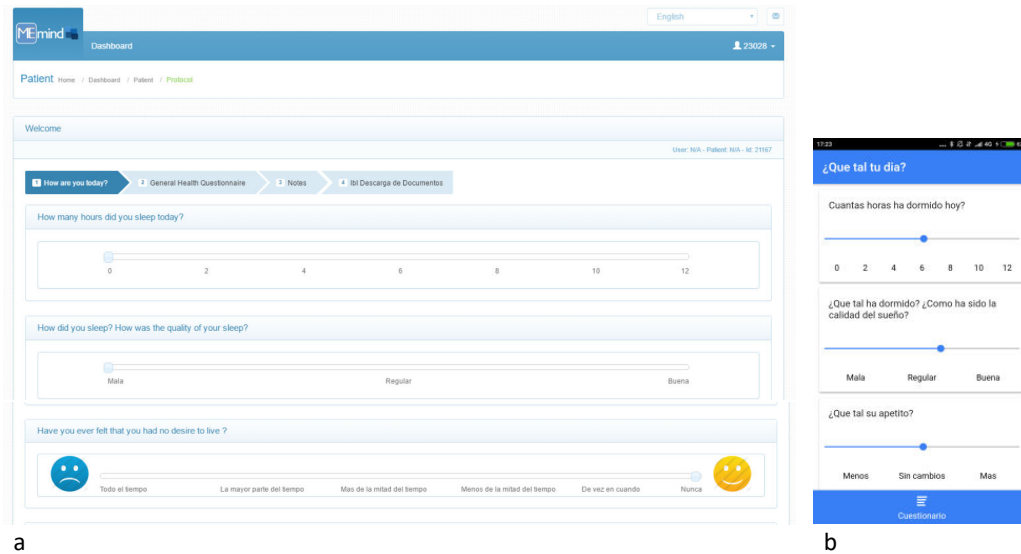 English
MEmind
Dashboard
23028
Patient Home / Dashboard / Patient / Protocol
Welcome
User: N/A - Patient: N/A - Id: 21167
1 How are you today? 2 General Health Questionnaire 3 Notes 4 Ibl Descarga de Documentos
How many hours did you sleep today?
0 2 4 6 8 10 12
How did you sleep? How was the quality of your sleep?
Mala Regular Buena
Have you ever felt that you had no desire to live ?
Todo el tiempo La mayor parte del tiempo Mas de la mitad del tiempo Menos de la mitad del tiempo De vez en cuando Nunca
a
17:23 ... 4G
¿Que tal tu dia?
Cuantas horas ha dormido hoy?
0 2 4 6 8 10 12
¿Que tal ha dormido? ¿Como ha sido la
calidad del sueño?
Mala Regular Buena
¿Que tal su apetito?
Menos Sin cambios Mas
Cuestionario
b